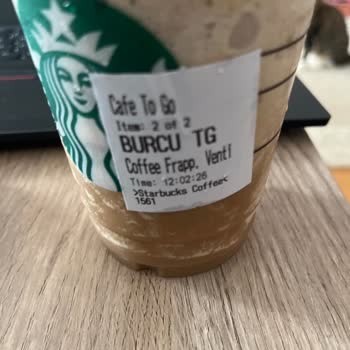 Cafe To Go
Item: 2 of 2
BURCU TG
Coffee Frapp, Venti
Time: 12:02:26
>Starbucks Coffee<
1561